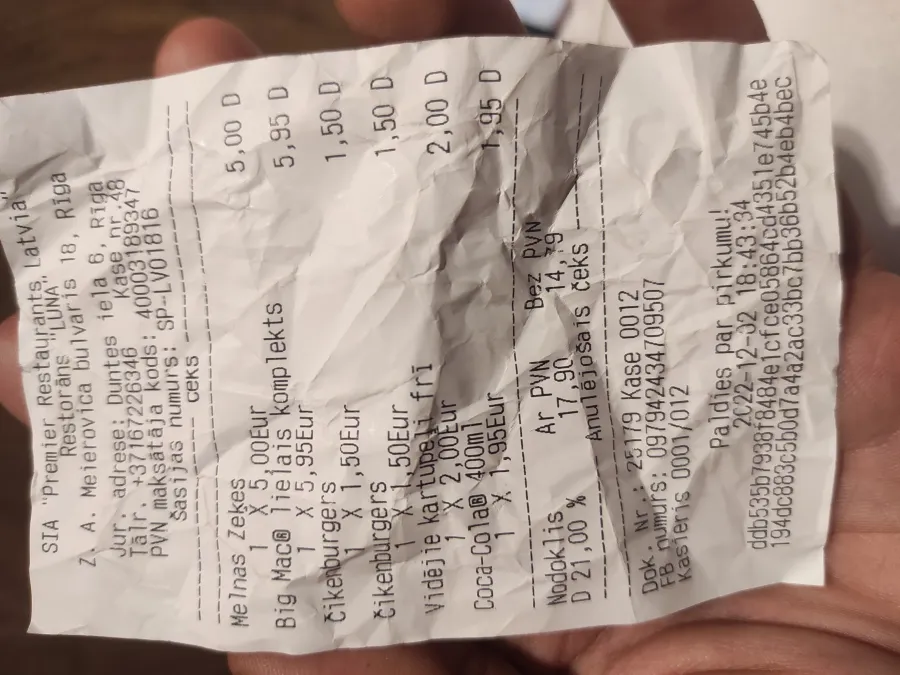 SIA "Premier Restaurants Latvia"
Restorāns "LUNA"
Z. A. Meierovica bulvāris 18, Rīga
Jur. adrese: Duntes iela 6, Rīga
Tālr. +37167226346 Kase nr.48
PVN maksātāja kods: 40003189347
Šasijas numurs: SP-LV01816
čeks
Melnas Zeķes
1 X 5,00Eur 5,00 D
Big Mac® lielais komplekts
1 X 5,95Eur 5,95 D
Čikenburgers
1 X 1,50Eur 1,50 D
Čikenburgers
1 X 1,50Eur 1,50 D
Vidējie kartupeļi frī
1 X 2,00Eur 2,00 D
Coca-Cola® 400ml
1 X 1,95Eur 1,95 D
Nodoklis Ar PVN Bez PVN
D 21,00 % 17,90 14,79
Anulējošais čeks
Dok. Nr : 25179 Kase 0012
FB numurs: 09794243470950​7
Kasieris 0001/012
Paldies par pirkumu!
2022-12-02 18:43:34
ddb535b7938f8484e1cfce05864cd4351e745b4e
194dc883c5b0d7a4a2ac33bc7bb36b52b4eb4bec